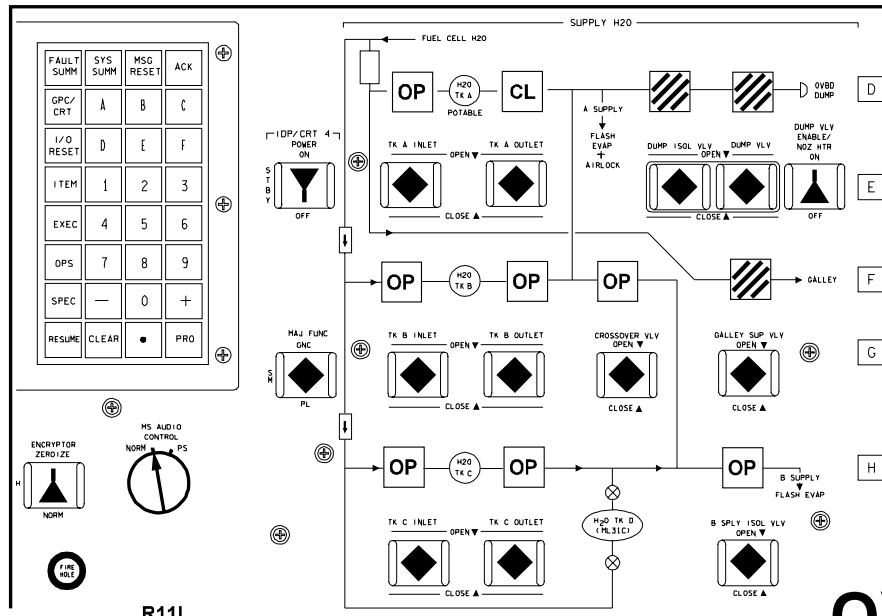 SUPPLY H2O
FUEL CELL H2O
FAULT SUMM
SYS SUMM
MSG RESET
ACK
GPC/ CRT
A
B
C
I/O RESET
D
E
F
ITEM
1
2
3
EXEC
4
5
6
OPS
7
8
9
SPEC
—
0
+
RESUME
CLEAR
•
PRO
OP
H2O TK A
POTABLE
CL
OVBD DUMP
D
A SUPPLY
FLASH EVAP + AIRLOCK
IDP/CRT 4
POWER
ON
STBY
OFF
TK A INLET
OPEN ▼
TK A OUTLET
CLOSE ▲
DUMP ISOL VLV
DUMP VLV
OPEN ▼
CLOSE ▲
DUMP VLV ENABLE/ NOZ HTR
ON
OFF
E
OP
H2O TK B
OP
OP
GALLEY
F
MAJ FUNC
GNC
SM
PL
TK B INLET
OPEN ▼
TK B OUTLET
CLOSE ▲
CROSSOVER VLV
OPEN ▼
CLOSE ▲
GALLEY SUP VLV
OPEN ▼
CLOSE ▲
G
ENCRYPTOR
ZEROIZE
H
NORM
MS AUDIO CONTROL
NORM
PS
OP
H2O TK C
OP
OP
B SUPPLY
FLASH EVAP
H
H2O TK D (ML31C)
TK C INLET
OPEN ▼
TK C OUTLET
CLOSE ▲
B SPLY ISOL VLV
OPEN ▼
CLOSE ▲
FIRE HOLE
R11L